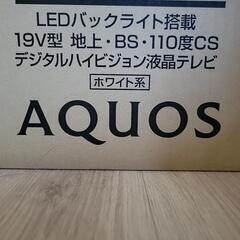 LEDバックライト搭載
19V型 地上・BS・110度CS
デジタルハイビジョン液晶テレビ
ホワイト系
AQUOS